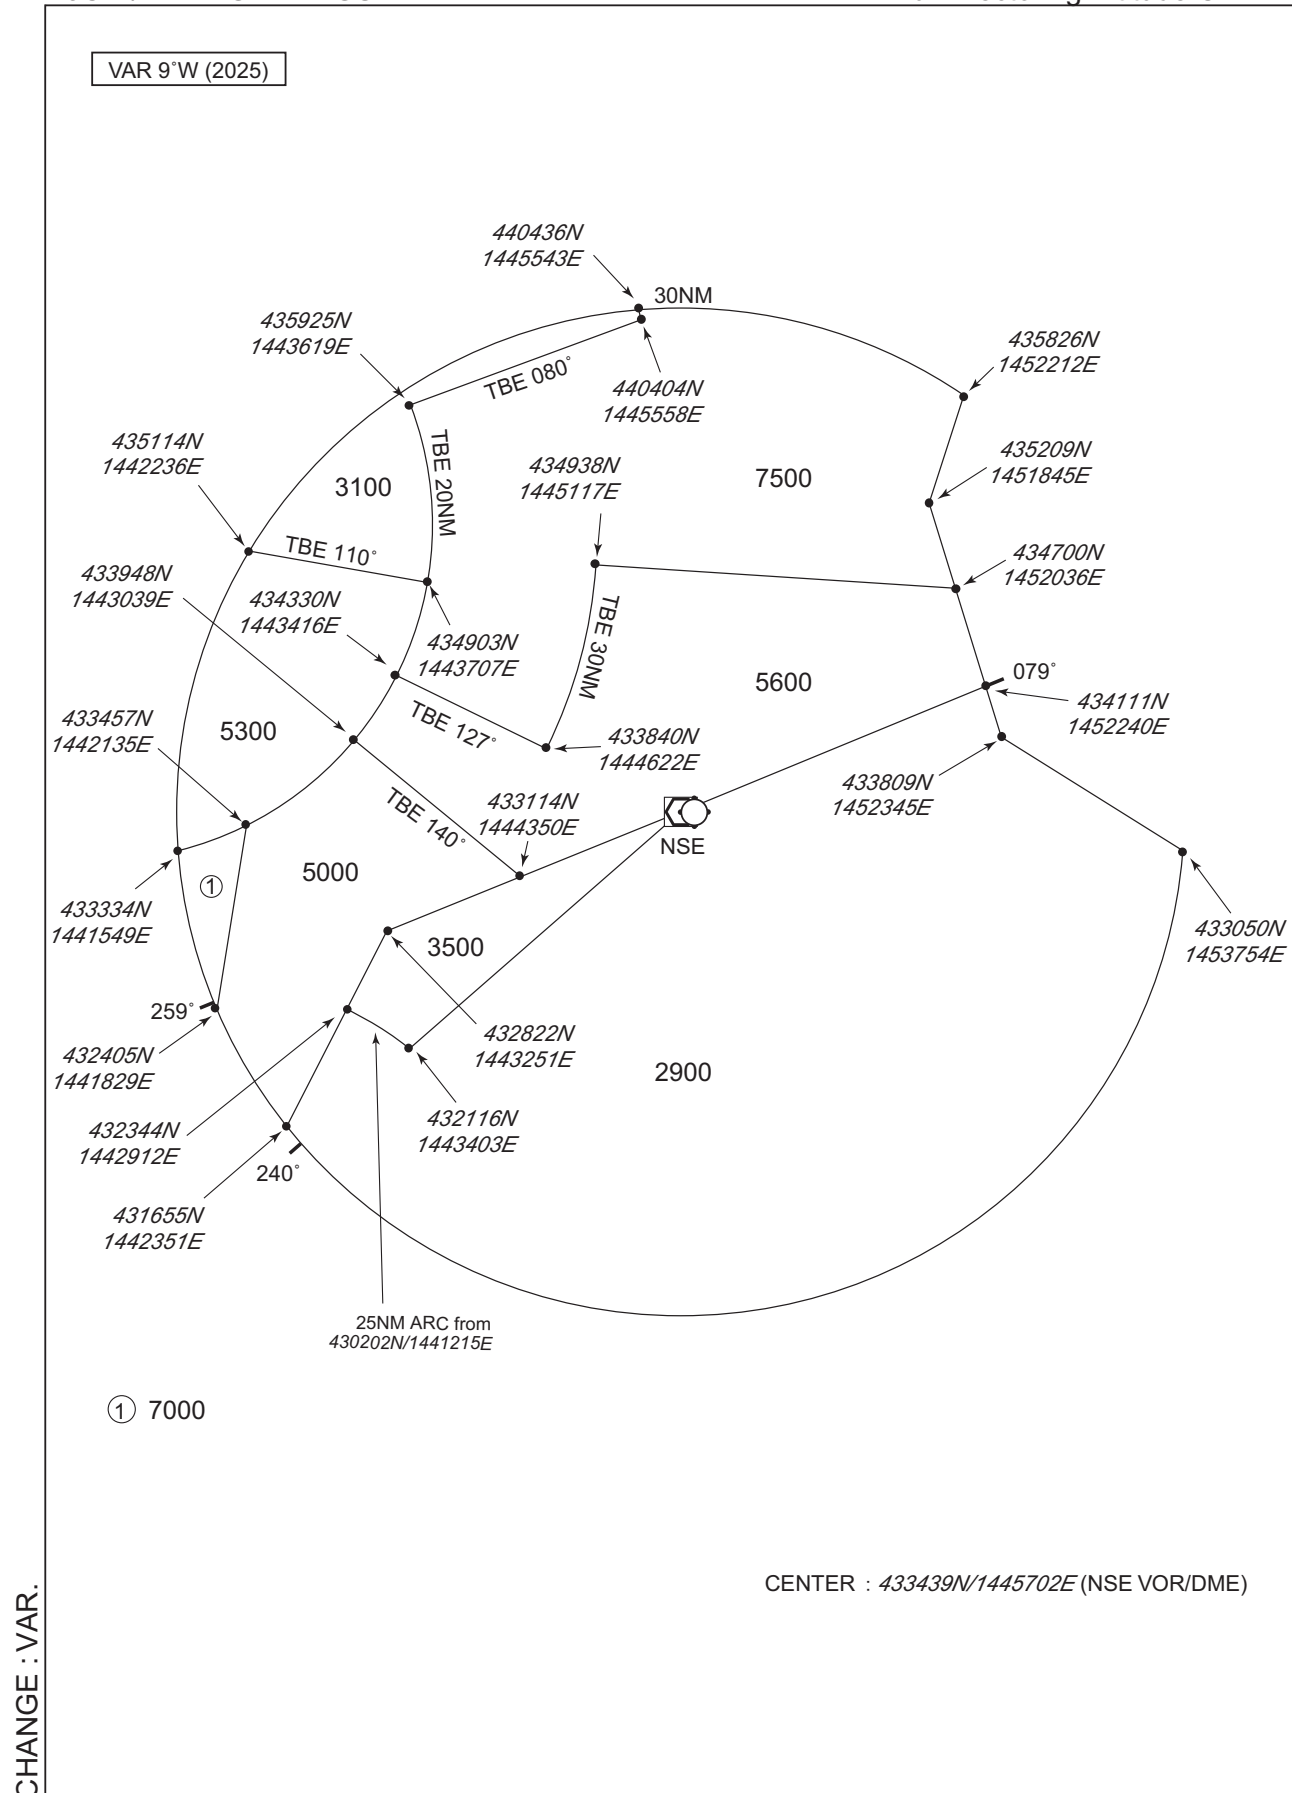 VAR 9°W (2025)
440436N
1445543E
30NM
435925N
1443619E
435826N
1452212E
TBE 080°
440404N
1445558E
435114N
1442236E
TBE 20NM
435209N
1451845E
434938N
1445117E
7500
3100
TBE 110°
434700N
1452036E
433948N
1443039E
434330N
1443416E
TBE 30NM
434903N
1443707E
5600
079°
434111N
1452240E
433457N
1442135E
5300
TBE 127°
433840N
1444622E
433809N
1452345E
TBE 140°
433114N
1444350E
NSE
5000
1
433334N
1441549E
3500
433050N
1453754E
259°
432405N
1441829E
432822N
1443251E
2900
432344N
1442912E
432116N
1443403E
240°
431655N
1442351E
25NM ARC from
430202N/1441215E
1 7000
CENTER : 433439N/1445702E (NSE VOR/DME)
CHANGE : VAR.